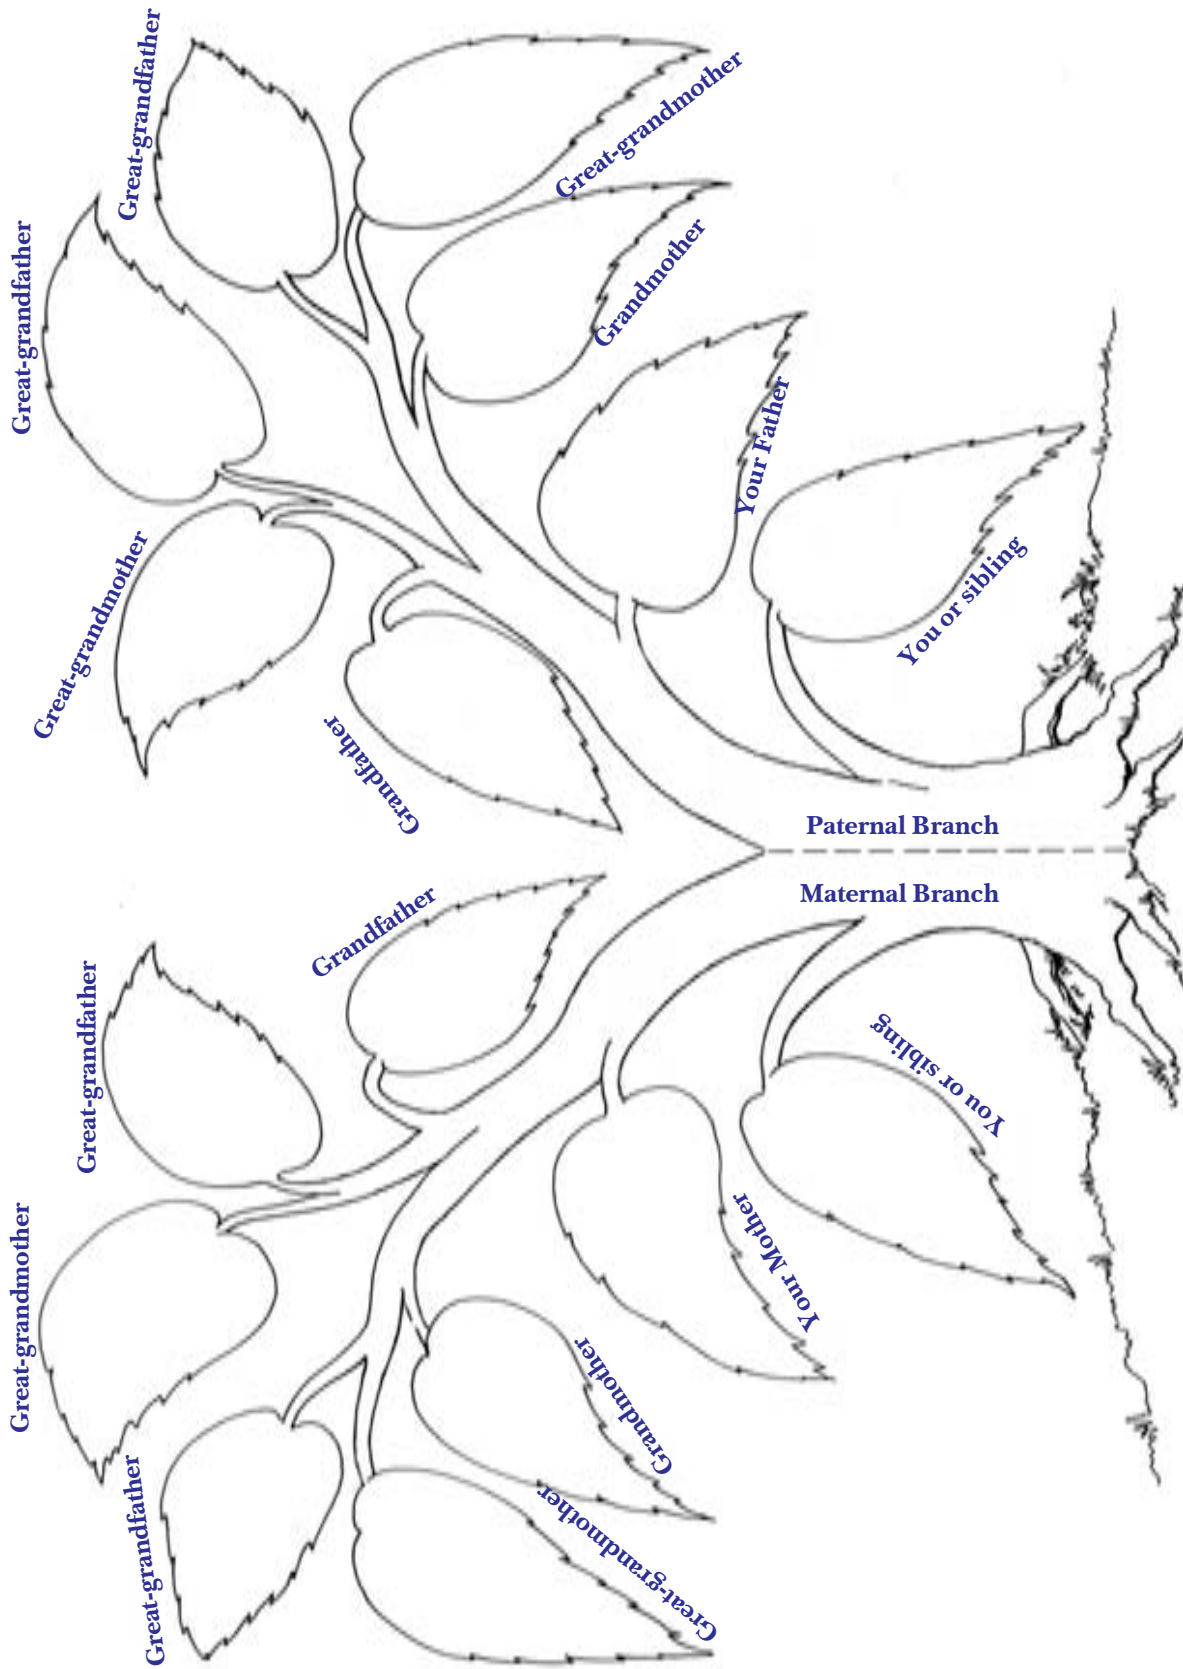 Great-grandfather
Great-grandmother
Great-grandfather
Grandmother
Great-grandmother
Your Father
Grandfather
You or sibling
Paternal Branch
Maternal Branch
Grandfather
Great-grandfather
You or sibling
Great-grandmother
Your Mother
Grandmother
Great-grandfather
Great-grandmother